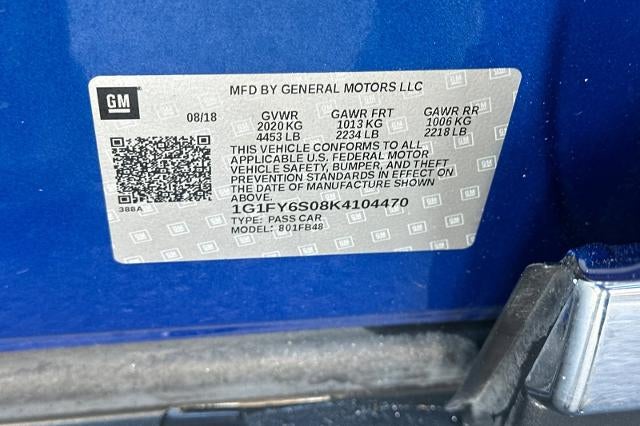 MFD BY GENERAL MOTORS LLC
GM
08/18 GVWR GAWR FRT GAWR RR
2020 KG 1013 KG 1006 KG
4453 LB 2234 LB 2218 LB
THIS VEHICLE CONFORMS TO ALL
APPLICABLE U.S. FEDERAL MOTOR
VEHICLE SAFETY, BUMPER, AND THEFT
PREVENTION STANDARDS IN EFFECT ON
THE DATE OF MANUFACTURE SHOWN
ABOVE.
388A
1G1FY6S08K4104470
TYPE: PASS CAR
MODEL: 801FB48